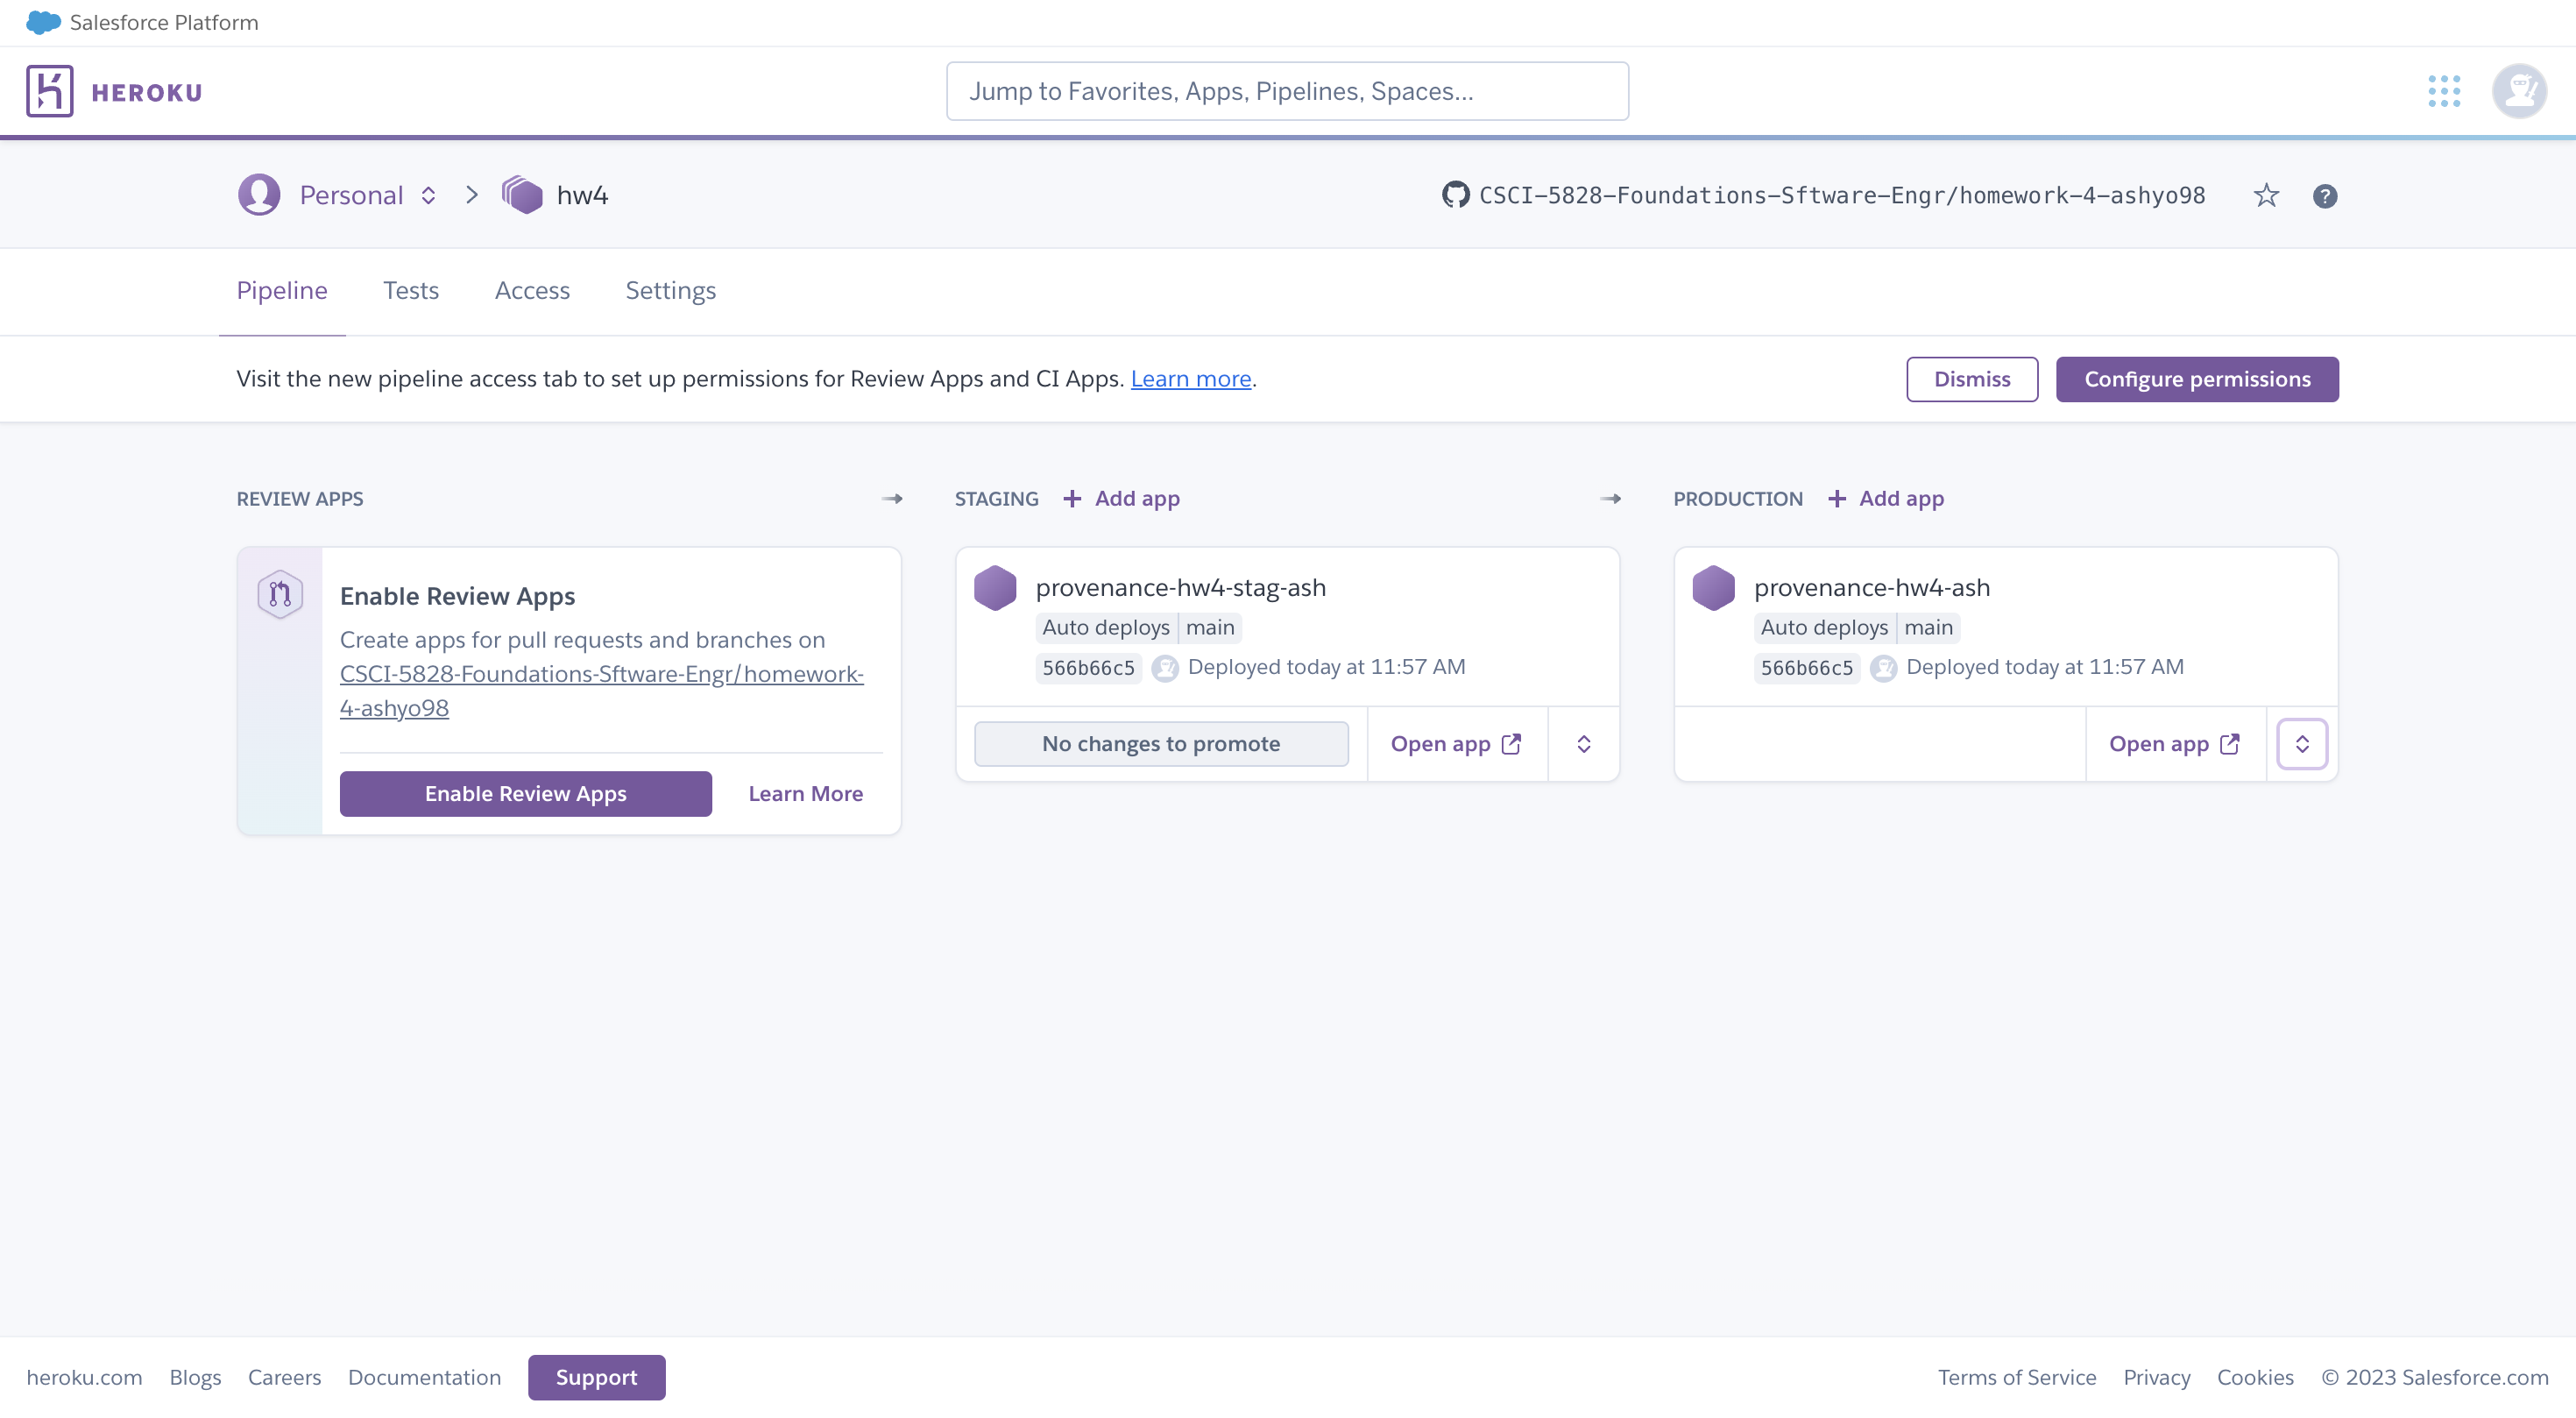 Salesforce Platform
HEROKU
Jump to Favorites, Apps, Pipelines, Spaces...
Personal
hw4
CSCI-5828-Foundations-Sftware-Engr/homework-4-ashyo98
?
Pipeline
Tests
Access
Settings
Visit the new pipeline access tab to set up permissions for Review Apps and CI Apps. Learn more.
Dismiss
Configure permissions
REVIEW APPS
Enable Review Apps
Create apps for pull requests and branches on
CSCI-5828-Foundations-Sftware-Engr/homework-
4-ashyo98
Enable Review Apps
Learn More
STAGING
+ Add app
provenance-hw4-stag-ash
Auto deploys | main
566b66c5 Deployed today at 11:57 AM
No changes to promote
Open app
PRODUCTION
+ Add app
provenance-hw4-ash
Auto deploys | main
566b66c5 Deployed today at 11:57 AM
Open app
heroku.com
Blogs
Careers
Documentation
Support
Terms of Service
Privacy
Cookies
© 2023 Salesforce.com